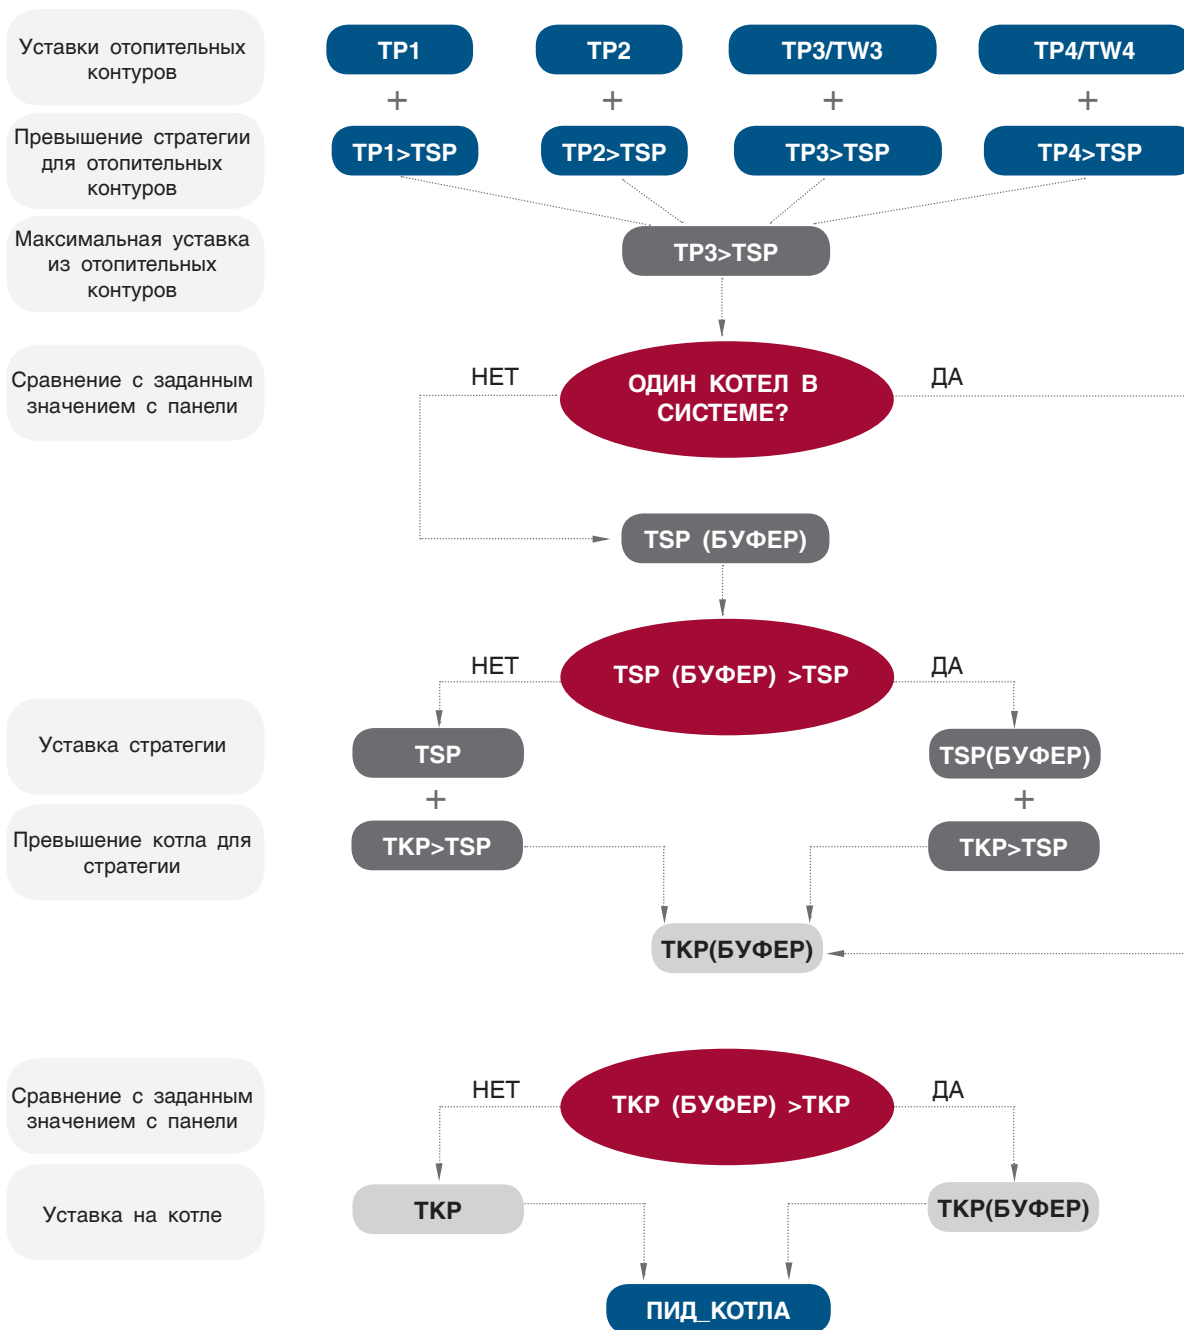 Уставки отопительных
контуров
TP1
TP2
TP3/TW3
TP4/TW4
+
+
+
+
Превышение стратегии
для отопительных
контуров
TP1>TSP
TP2>TSP
TP3>TSP
TP4>TSP
Максимальная уставка
из отопительных
контуров
TP3>TSP
Сравнение с заданным
значением с панели
НЕТ
ОДИН КОТЕЛ В
СИСТЕМЕ?
ДА
TSP (БУФЕР)
НЕТ
TSP (БУФЕР) >TSP
ДА
Уставка стратегии
TSP
TSP(БУФЕР)
+
+
Превышение котла для
стратегии
TKP>TSP
TKP>TSP
TKP(БУФЕР)
Сравнение с заданным
значением с панели
НЕТ
TKP (БУФЕР) >TKP
ДА
Уставка на котле
TKP
TKP(БУФЕР)
ПИД_КОТЛА